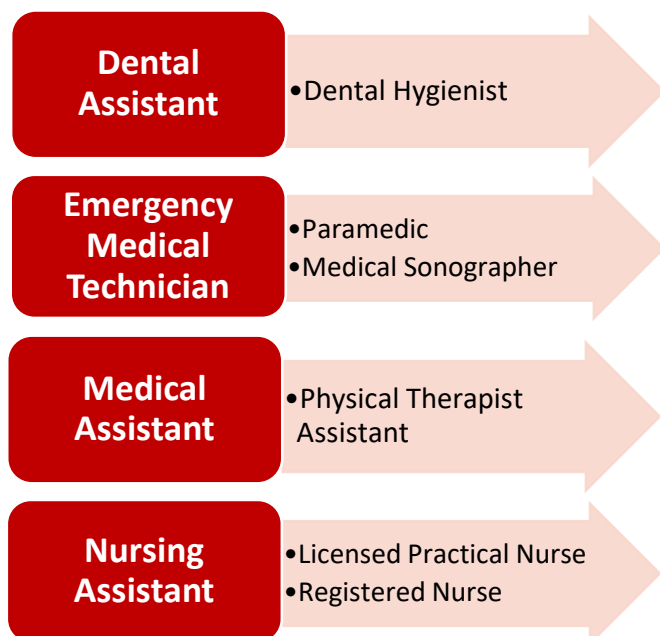 Dental
Assistant
•Dental Hygienist
Emergency
Medical
Technician
•Paramedic
•Medical Sonographer
Medical
Assistant
•Physical Therapist
Assistant
Nursing
Assistant
•Licensed Practical Nurse
•Registered Nurse